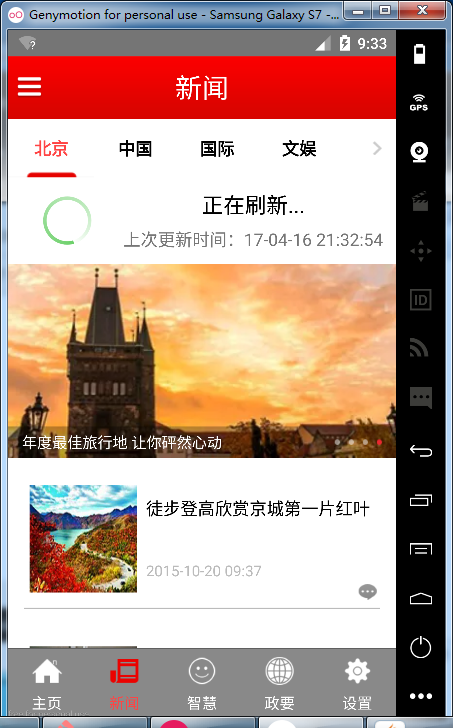 Genymotion for personal use - Samsung Galaxy S7 -...
9:33
新闻
北京 中国 国际 文娱
正在刷新...
上次更新时间：17-04-16 21:32:54
年度最佳旅行地 让你砰然心动
徒步登高欣赏京城第一片红叶
2015-10-20 09:37
主页 新闻 智慧 政要 设置
GPS
ID